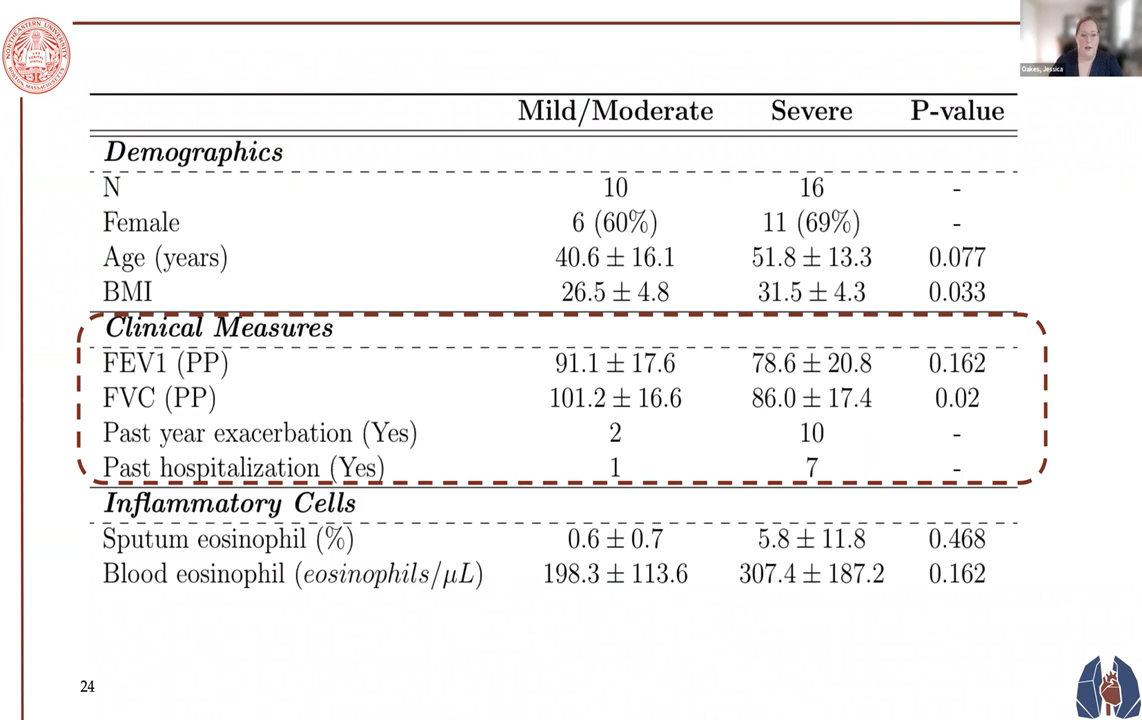 NORTHEASTERN UNIVERSITY
BOSTON, MASSACHUSETTS
Oakes, Jessica
Mild/Moderate Severe P-value
Demographics
N 10 16 -
Female 6 (60%) 11 (69%) -
Age (years) 40.6 ± 16.1 51.8 ± 13.3 0.077
BMI 26.5 ± 4.8 31.5 ± 4.3 0.033
Clinical Measures
FEV1 (PP) 91.1 ± 17.6 78.6 ± 20.8 0.162
FVC (PP) 101.2 ± 16.6 86.0 ± 17.4 0.02
Past year exacerbation (Yes) 2 10 -
Past hospitalization (Yes) 1 7 -
Inflammatory Cells
Sputum eosinophil (%) 0.6 ± 0.7 5.8 ± 11.8 0.468
Blood eosinophil (eosinophils/μL) 198.3 ± 113.6 307.4 ± 187.2 0.162
24